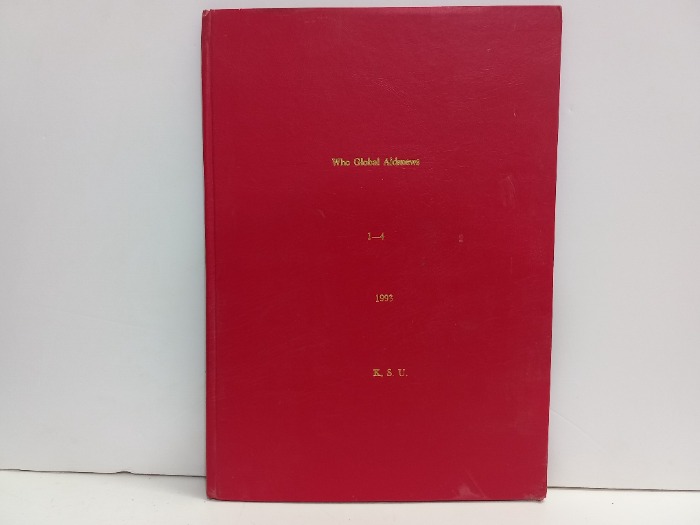 Who Global Aidsnews
1—4
1993
K, S. U.